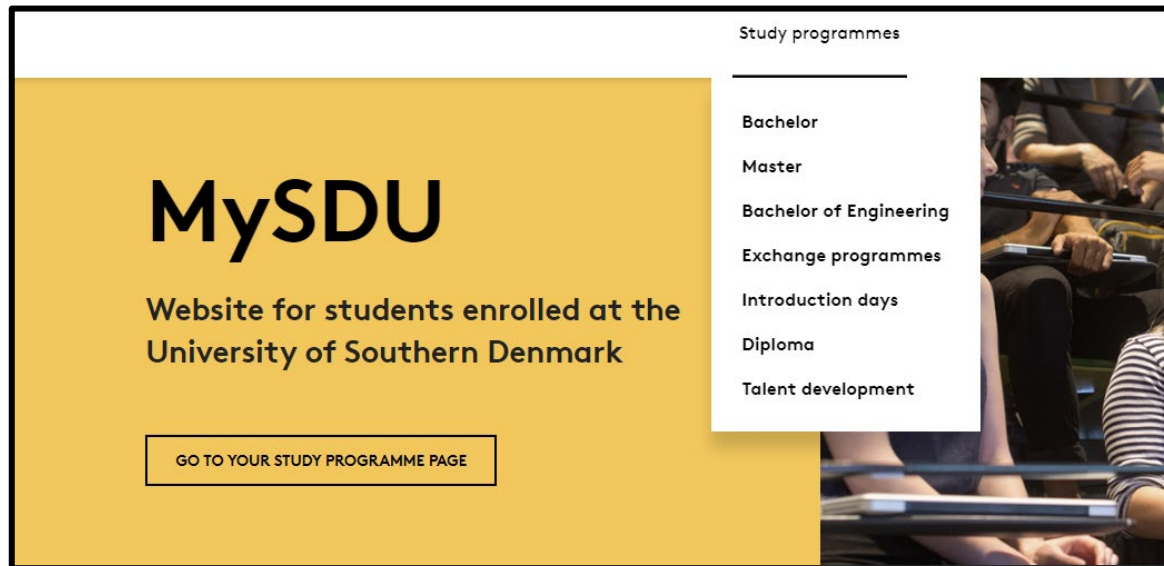 Study programmes
Bachelor
Master
Bachelor of Engineering
Exchange programmes
Introduction days
Diploma
Talent development
MySDU
Website for students enrolled at the
University of Southern Denmark
GO TO YOUR STUDY PROGRAMME PAGE